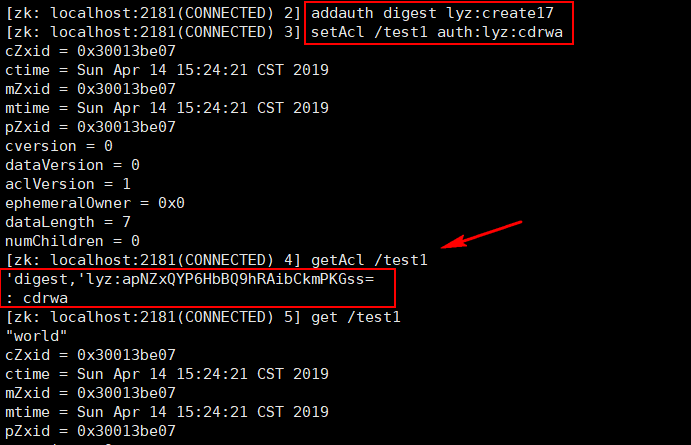 [zk: localhost:2181(CONNECTED) 2] addauth digest lyz:create17
[zk: localhost:2181(CONNECTED) 3] setAcl /test1 auth:lyz:cdrwa
cZxid = 0x30013be07
ctime = Sun Apr 14 15:24:21 CST 2019
mZxid = 0x30013be07
mtime = Sun Apr 14 15:24:21 CST 2019
pZxid = 0x30013be07
cversion = 0
dataVersion = 0
aclVersion = 1
ephemeralOwner = 0x0
dataLength = 7
numChildren = 0
[zk: localhost:2181(CONNECTED) 4] getAcl /test1
'digest,'lyz:apNZxQYP6HbBQ9hRAibCkmPKGss=
: cdrwa
[zk: localhost:2181(CONNECTED) 5] get /test1
"world"
cZxid = 0x30013be07
ctime = Sun Apr 14 15:24:21 CST 2019
mZxid = 0x30013be07
mtime = Sun Apr 14 15:24:21 CST 2019
pZxid = 0x30013be07